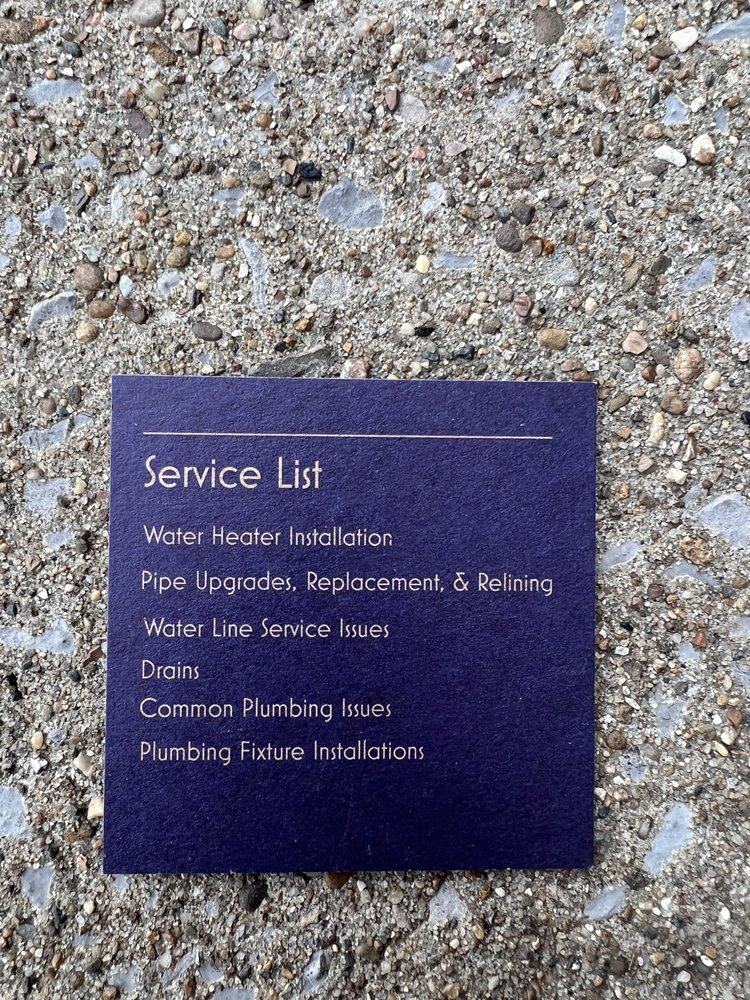 Service List
Water Heater Installation
Pipe Upgrades, Replacement, & Relining
Water Line Service Issues
Drains
Common Plumbing Issues
Plumbing Fixture Installations